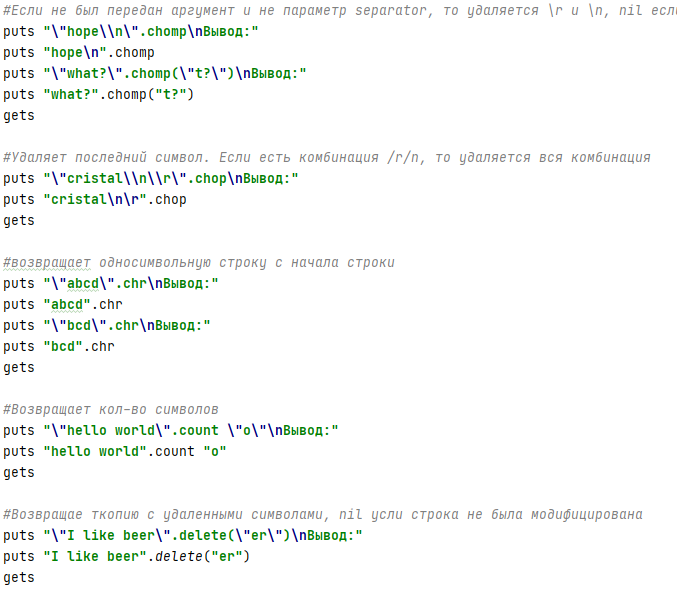 #Если не был передан аргумент и не параметр separator, то удаляется \r и \n, nil если
puts "\"hope\\n\".chomp\nВывод:"
puts "hope\n".chomp
puts "\"what?\".chomp(\"t?\")\nВывод:"
puts "what?".chomp("t?")
gets
#Удаляет последний символ. Если есть комбинация /r/n, то удаляется вся комбинация
puts "\"cristal\\n\\r\".chop\nВывод:"
puts "cristal\n\r".chop
gets
#возвращает односимвольную строку с начала строки
puts "\"abcd\".chr\nВывод:"
puts "abcd".chr
puts "\"bcd\".chr\nВывод:"
puts "bcd".chr
gets
#Возвращает кол-во символов
puts "\"hello world\".count \"o\"\nВывод:"
puts "hello world".count "o"
gets
#Возвращае ткопию с удаленными символами, nil усли строка не была модифицирована
puts "\"I like beer\".delete(\"er\")\nВывод:"
puts "I like beer".delete("er")
gets